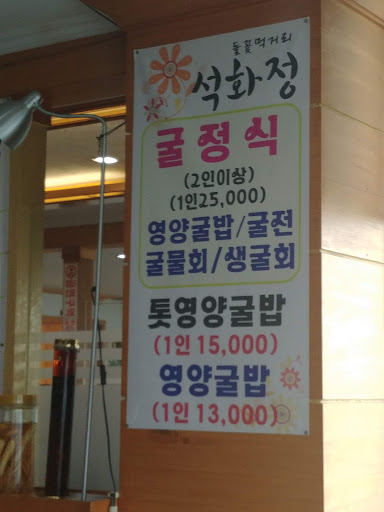 들꽃먹거리
석화정
굴정식
(2인이상)
(1인25,000)
영양굴밥/굴전
굴물회/생굴회
톳영양굴밥
(1인 15,000)
영양굴밥
(1인 13,000)